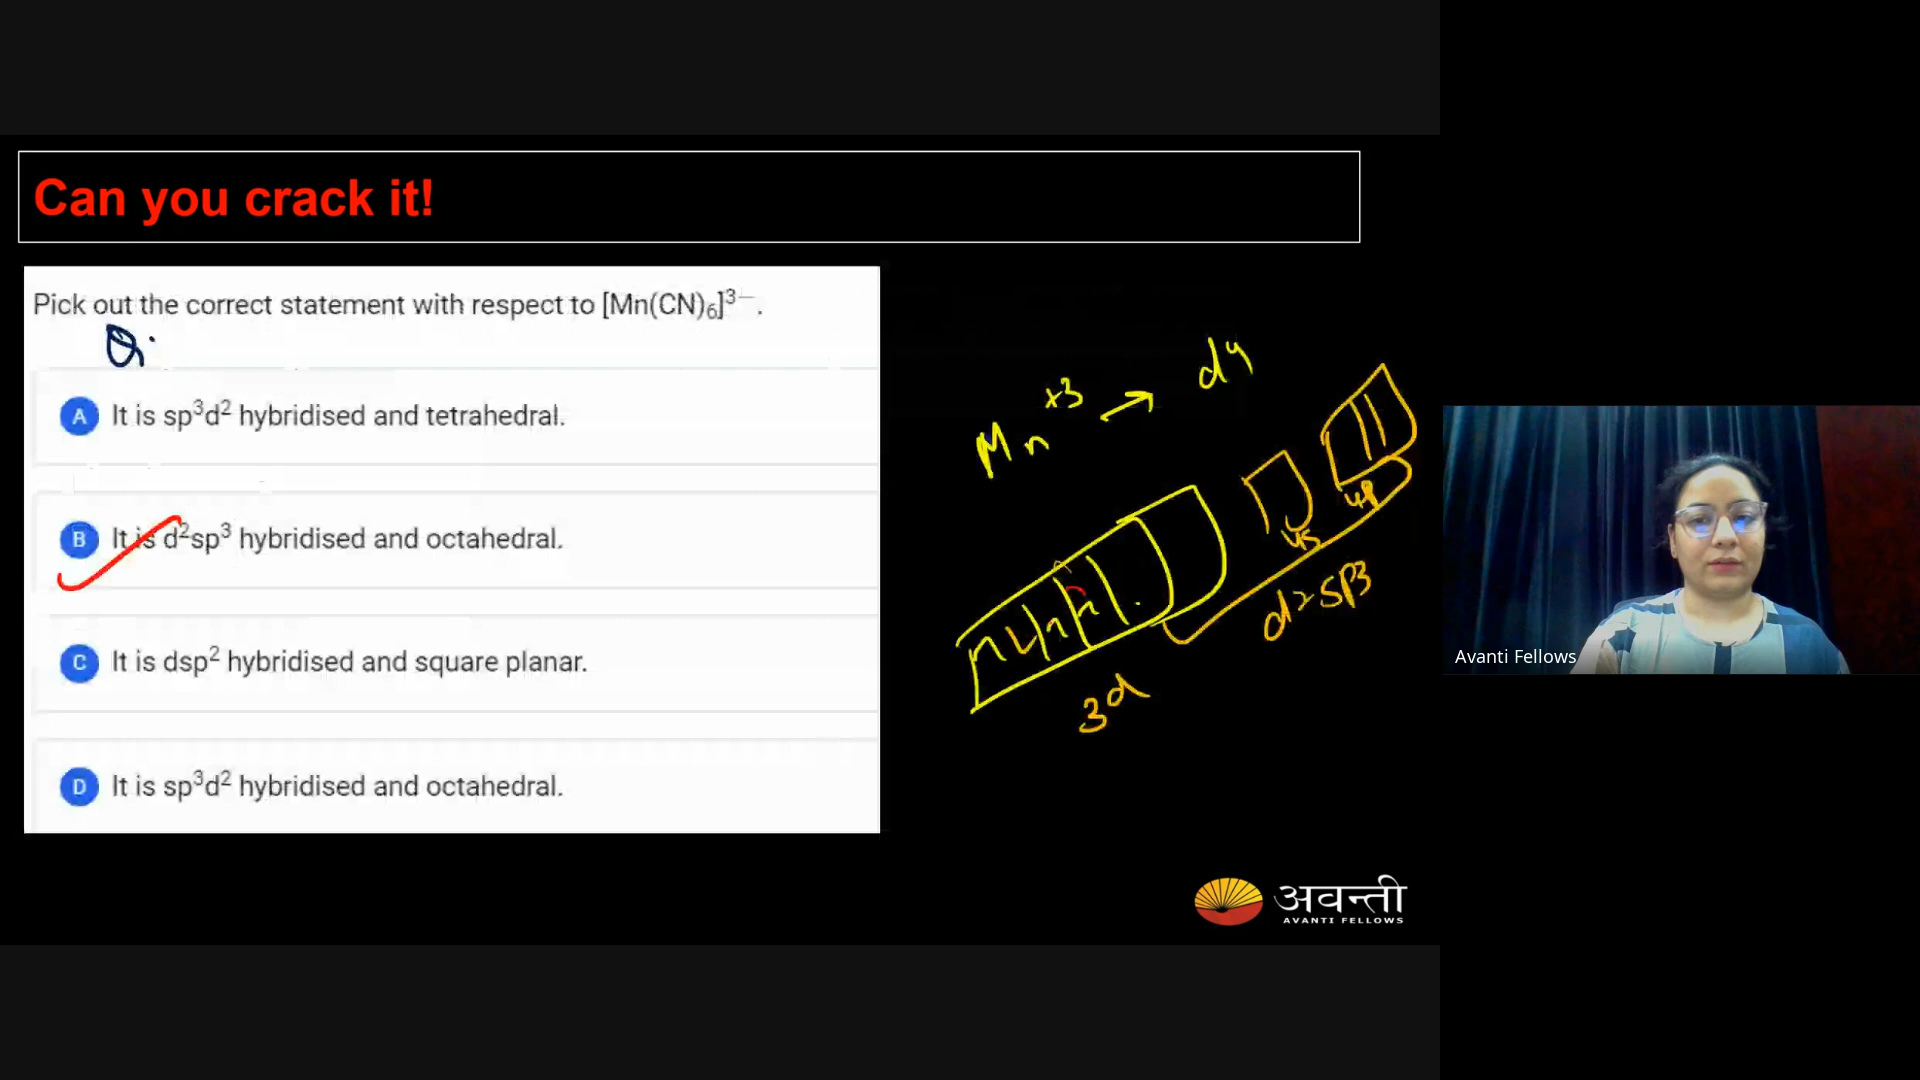 Can you crack it!
Pick out the correct statement with respect to [Mn(CN)₆]³⁻.
A It is sp³d² hybridised and tetrahedral.
B It is d²sp³ hybridised and octahedral.
C It is dsp² hybridised and square planar.
D It is sp³d² hybridised and octahedral.
Mn⁺³ → d⁴
4s
4p
d²sp³
3d
Avanti Fellows
अवन्ती
AVANTI FELLOWS